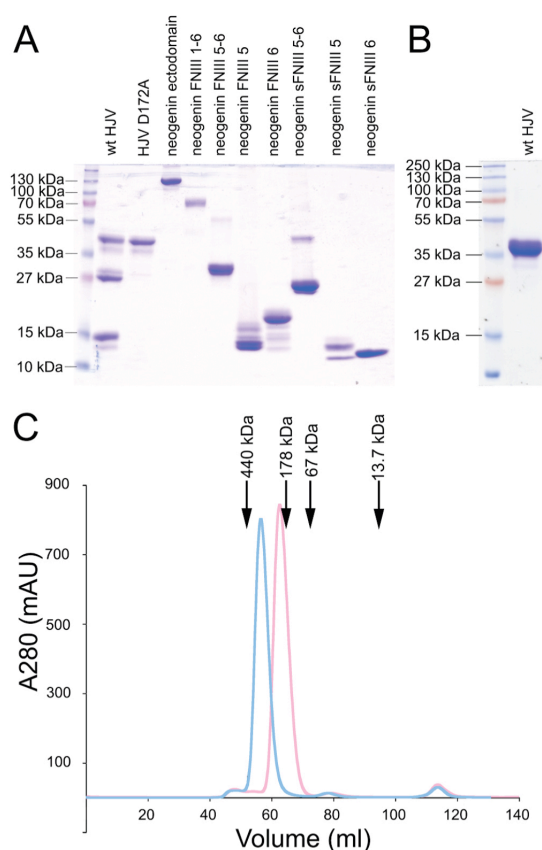 A
wt HJV
HJV D172A
neogenin ectodomain
neogenin FNIII 1-6
neogenin FNIII 5-6
neogenin FNIII 5
neogenin FNIII 6
neogenin sFNIII 5-6
neogenin sFNIII 5
neogenin sFNIII 6
130 kDa
100 kDa
70 kDa
55 kDa
35 kDa
27 kDa
15 kDa
10 kDa
B
wt HJV
250 kDa
130 kDa
100 kDa
70 kDa
55 kDa
35 kDa
27 kDa
15 kDa
C
440 kDa
178 kDa
67 kDa
13.7 kDa
A280 (mAU)
900
700
500
300
100
20
40
60
80
100
120
140
Volume (ml)